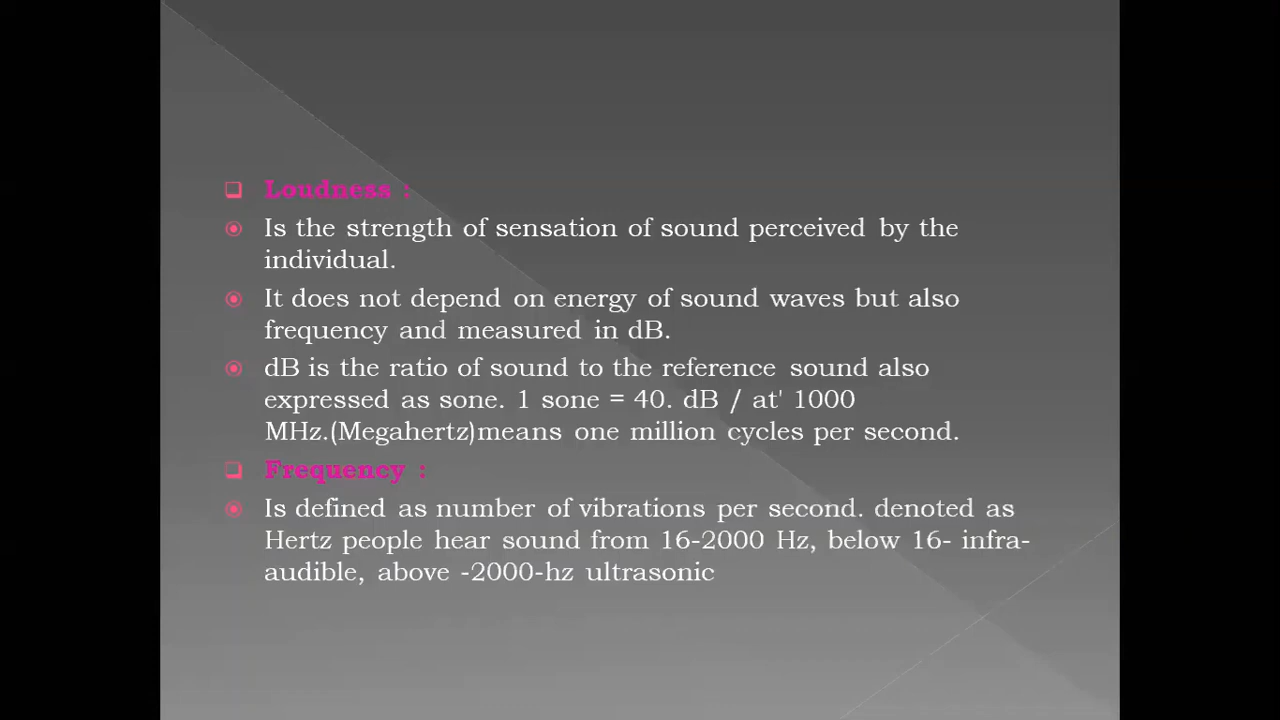 Loudness :
Is the strength of sensation of sound perceived by the
individual.
It does not depend on energy of sound waves but also
frequency and measured in dB.
dB is the ratio of sound to the reference sound also
expressed as sone. 1 sone = 40. dB / at' 1000
MHz.(Megahertz)means one million cycles per second.
Frequency :
Is defined as number of vibrations per second. denoted as
Hertz people hear sound from 16-2000 Hz, below 16- infra-
audible, above -2000-hz ultrasonic